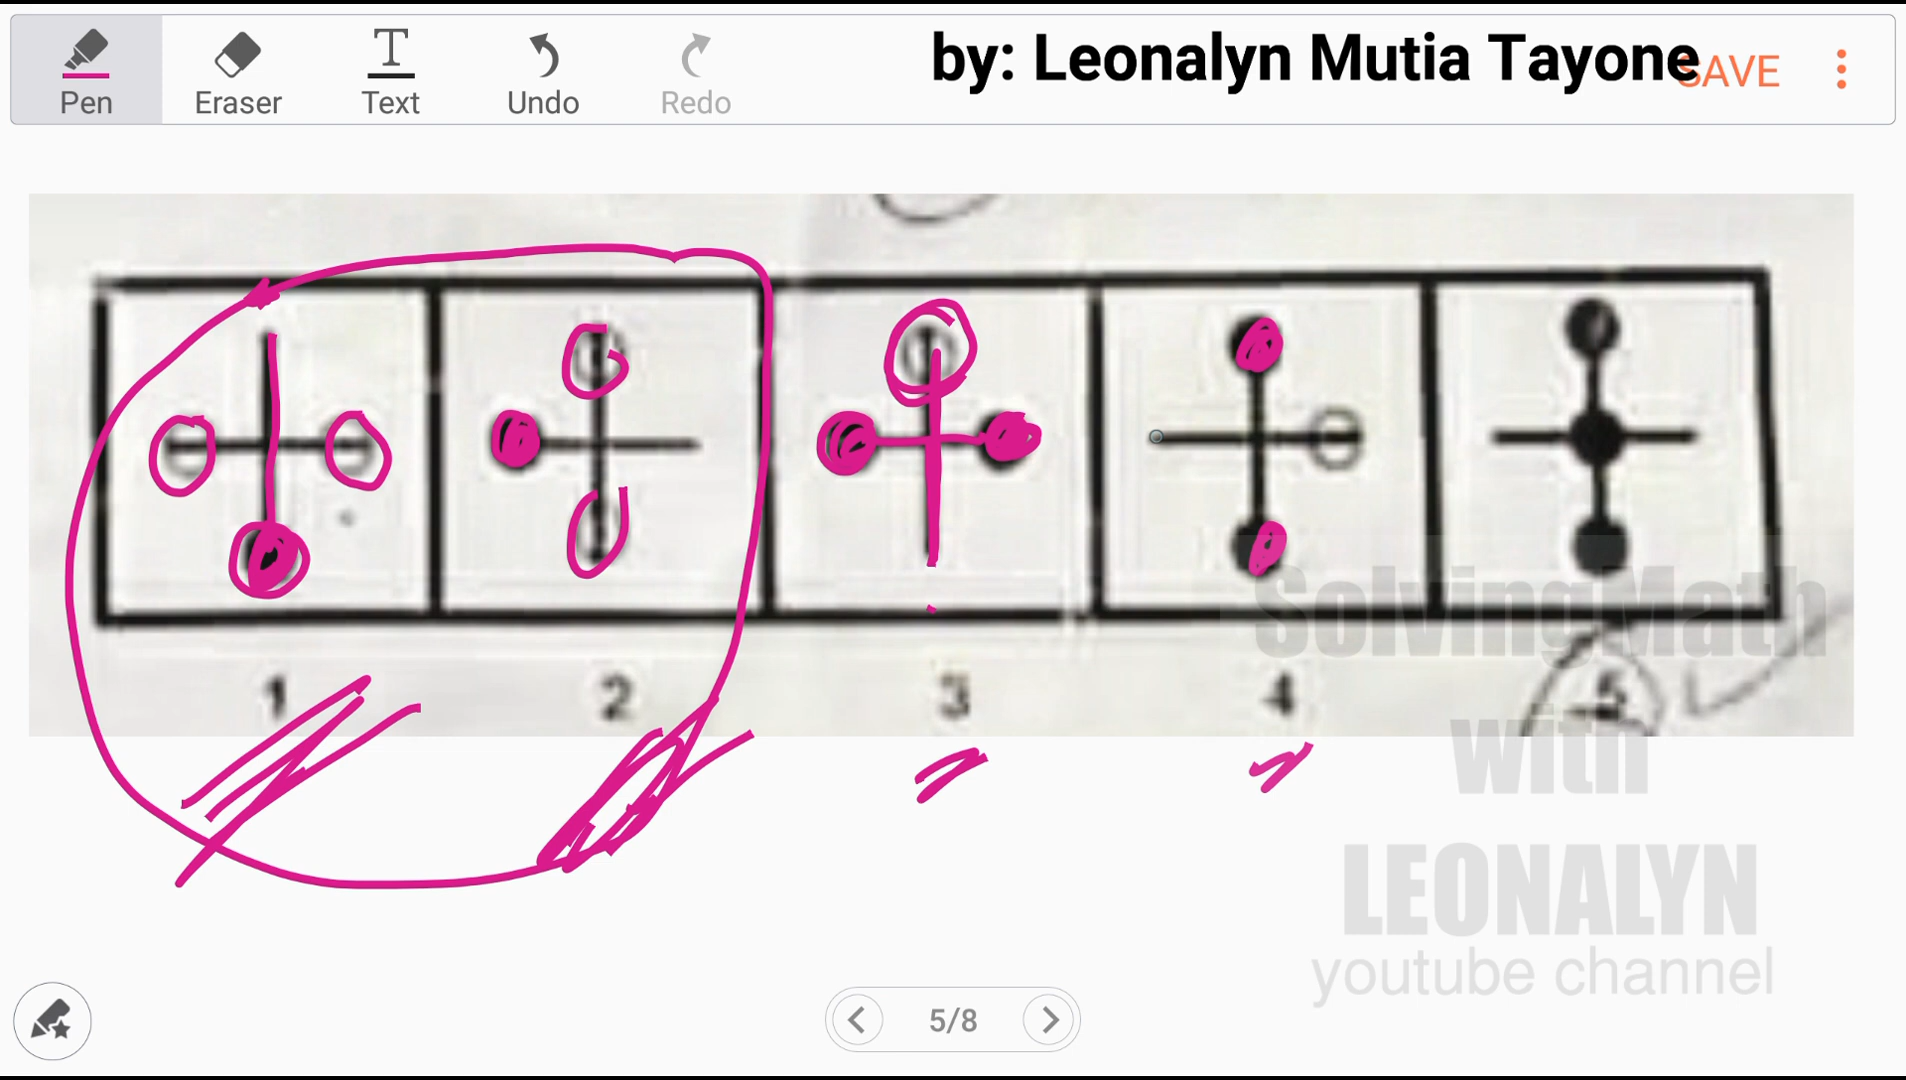 by: Leonalyn Mutia Tayone
SAVE
Pen Eraser Text Undo Redo
1 2 3 4 5
SolvingMath
with
LEONALYN
youtube channel
5/8